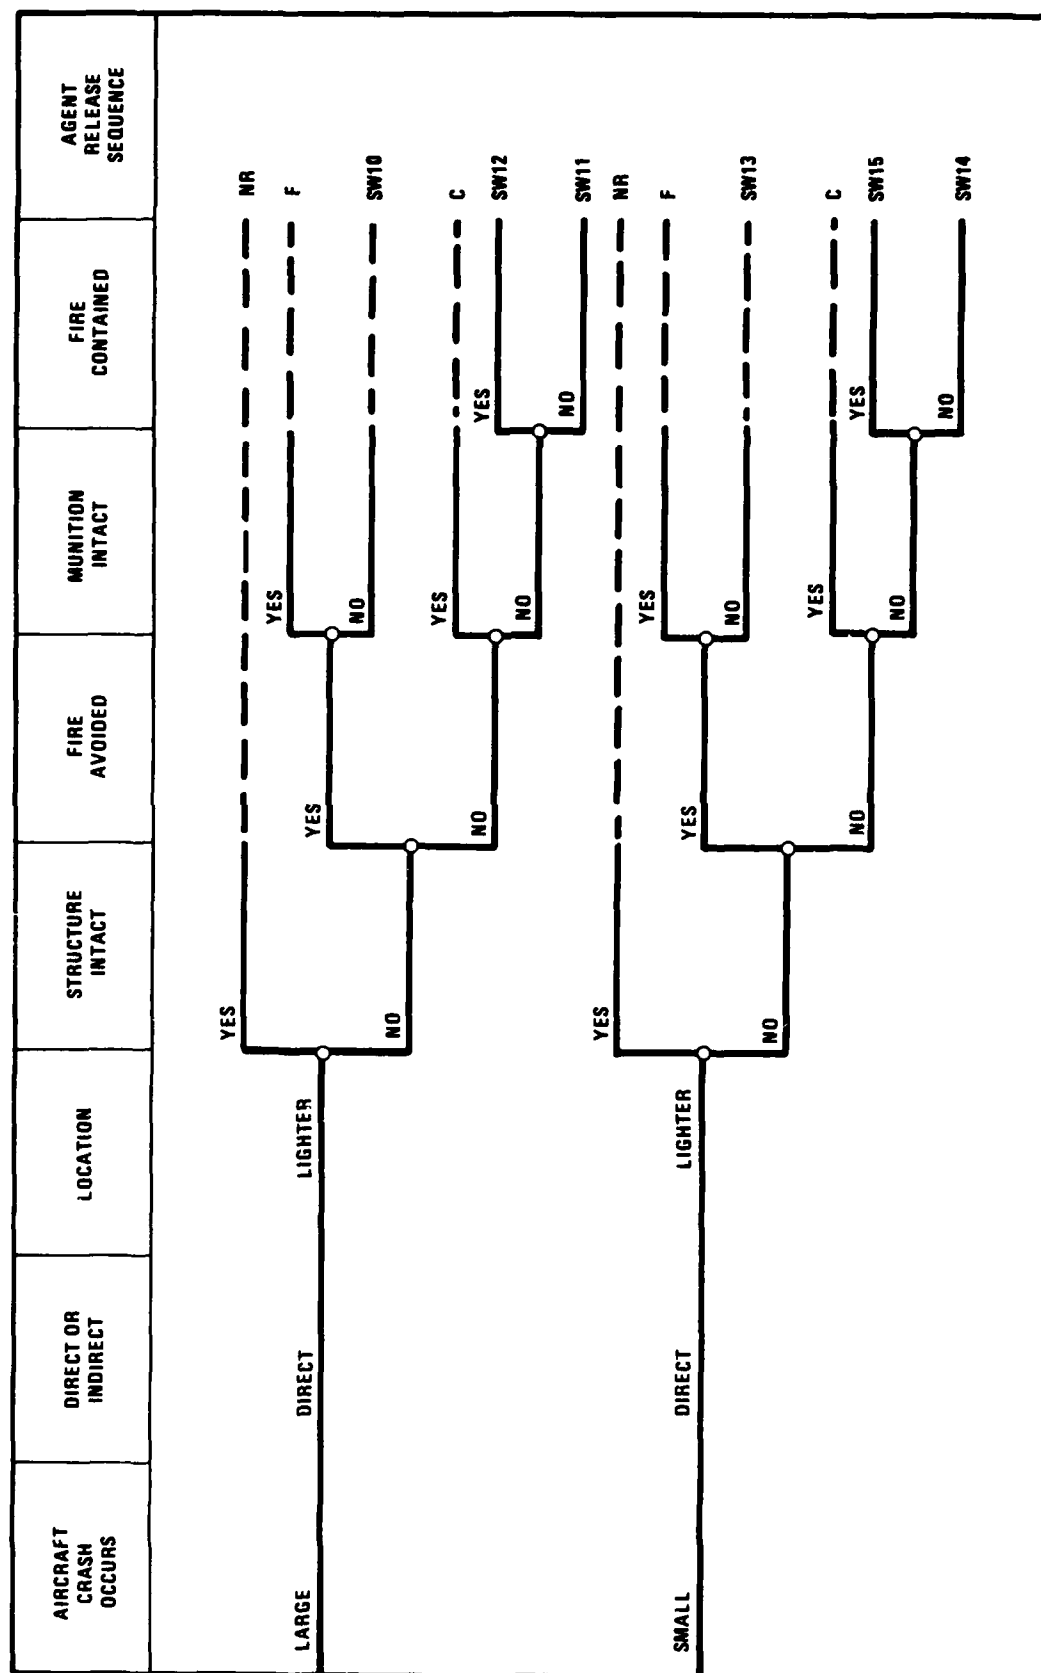 AIRCRAFT
CRASH
OCCURS
DIRECT OR
INDIRECT
LOCATION
STRUCTURE
INTACT
FIRE
AVOIDED
MUNITION
INTACT
FIRE
CONTAINED
AGENT
RELEASE
SEQUENCE
LARGE
DIRECT
LIGHTER
YES
NR
NO
YES
YES
F
NO
SW10
NO
YES
C
NO
YES
SW12
NO
SW11
SMALL
DIRECT
LIGHTER
YES
NR
NO
YES
YES
F
NO
SW13
NO
YES
C
NO
YES
SW15
NO
SW14